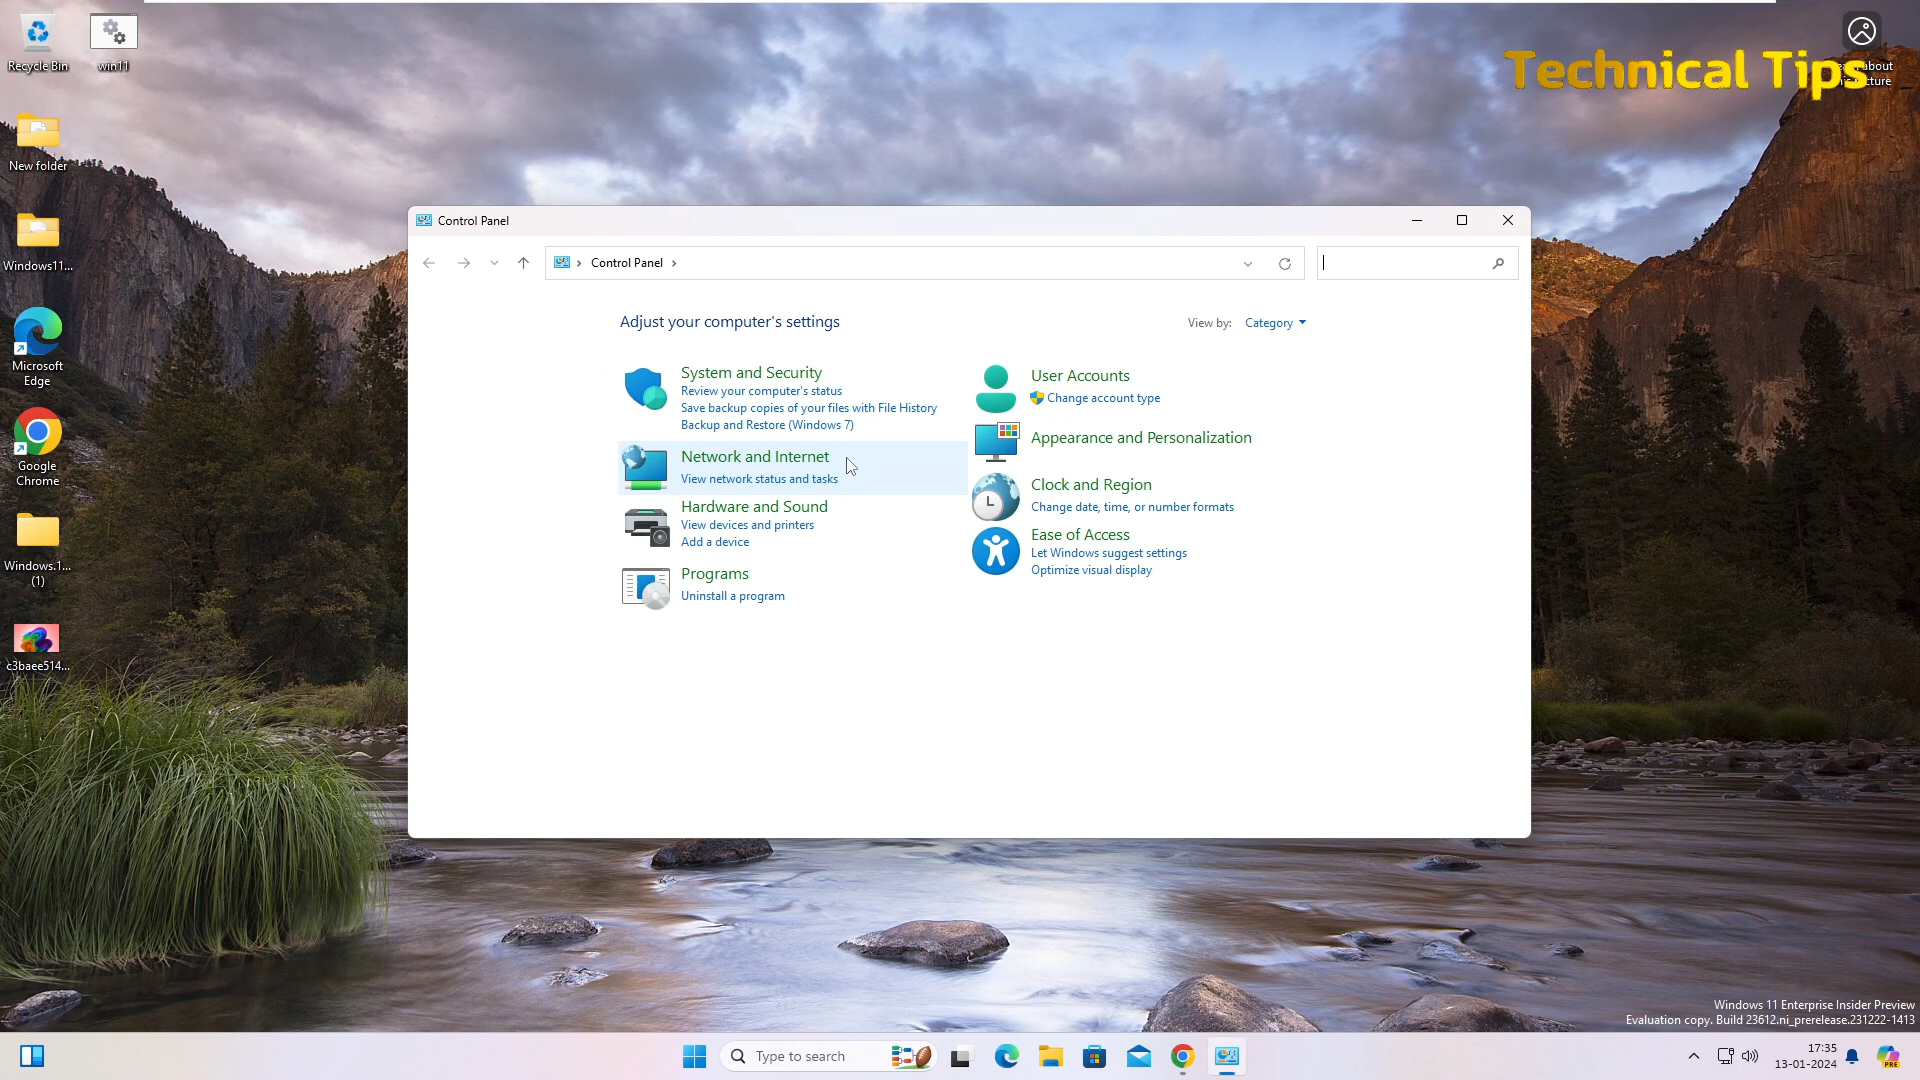 Recycle Bin
win11
New folder
Windows11...
Microsoft
Edge
Google
Chrome
Windows.1...
(1)
c3baee514...
Technical Tips
about
Control Panel
Control Panel
Adjust your computer's settings
View by:
Category
System and Security
Review your computer's status
Save backup copies of your files with File History
Backup and Restore (Windows 7)
Network and Internet
View network status and tasks
Hardware and Sound
View devices and printers
Add a device
Programs
Uninstall a program
User Accounts
Change account type
Appearance and Personalization
Clock and Region
Change date, time, or number formats
Ease of Access
Let Windows suggest settings
Optimize visual display
Windows 11 Enterprise Insider Preview
Evaluation copy. Build 23612.ni_prerelease.231222-1413
Type to search
17:35
13-01-2024
PRE